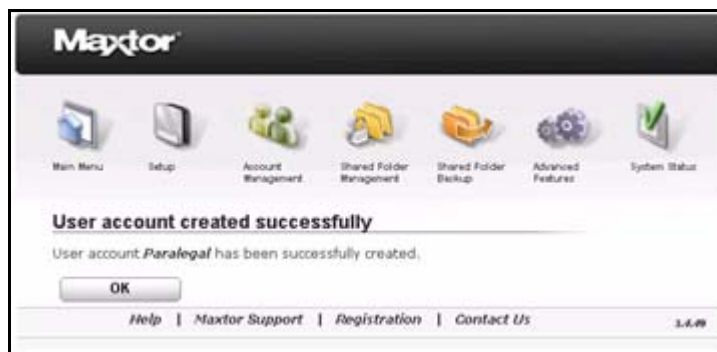 Maxtor
Main Menu
Setup
Account Management
Shared Folder Management
Shared Folder Backup
Advanced Features
System Status
User account created successfully
User account Paralegal has been successfully created.
OK
Help | Maxtor Support | Registration | Contact Us